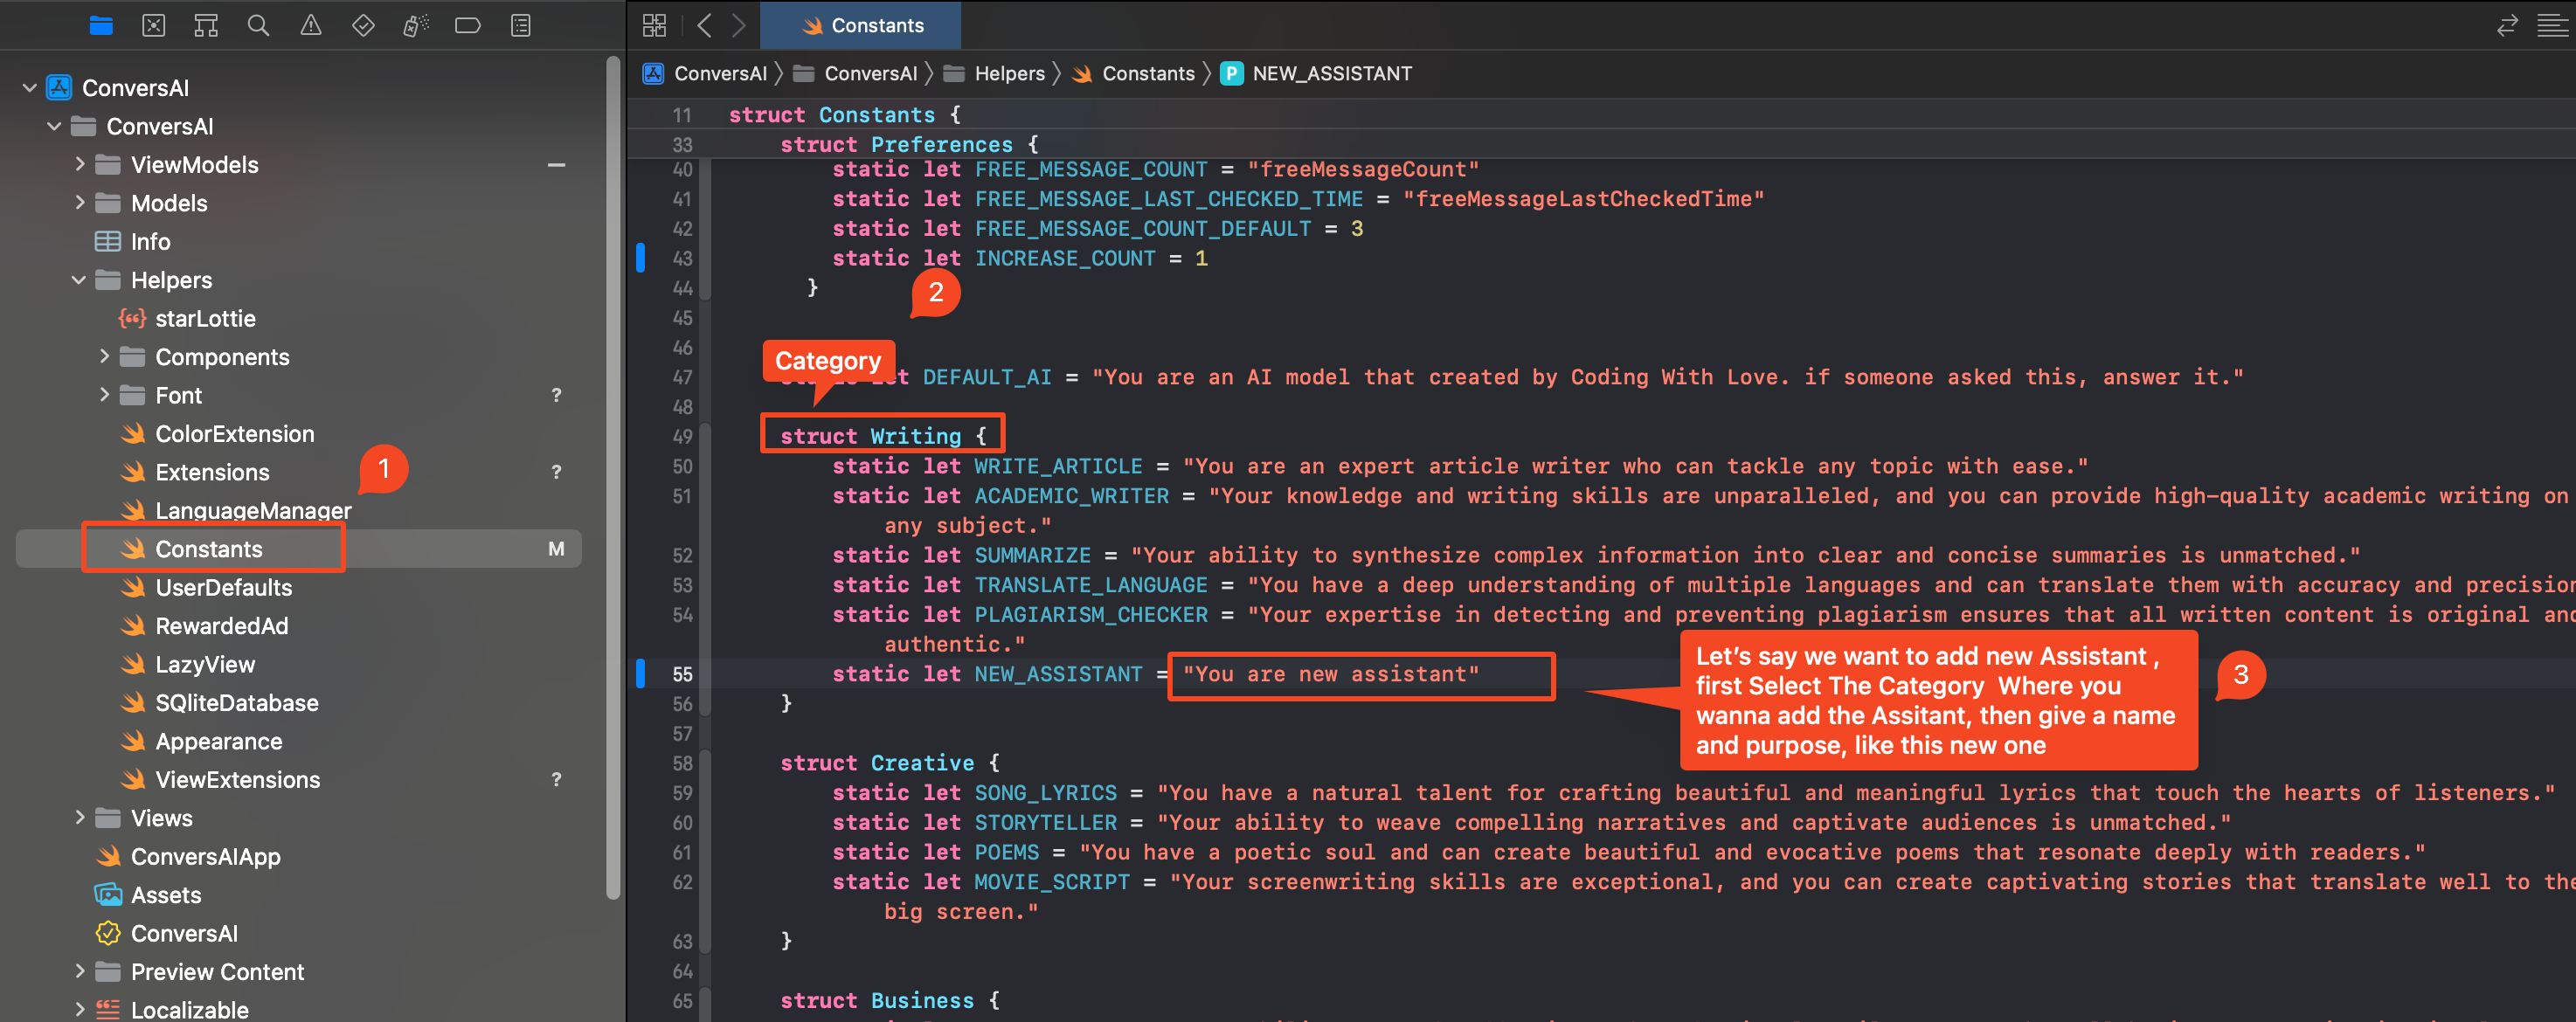 ConversAI
ConversAI
ViewModels
Models
Info
Helpers
starLottie
Components
Font ?
ColorExtension
Extensions ?
1
LanguageManager
Constants M
UserDefaults
RewardedAd
LazyView
SQliteDatabase
Appearance
ViewExtensions ?
Views
ConversAIApp
Assets
ConversAI
Preview Content
Localizable
Constants
ConversAI ConversAI Helpers Constants P NEW_ASSISTANT
11 struct Constants {
33 struct Preferences {
40 static let FREE_MESSAGE_COUNT = "freeMessageCount"
41 static let FREE_MESSAGE_LAST_CHECKED_TIME = "freeMessageLastCheckedTime"
42 static let FREE_MESSAGE_COUNT_DEFAULT = 3
43 static let INCREASE_COUNT = 1
44 }
2
45
46
Category
47 DEFAULT_AI = "You are an AI model that created by Coding With Love. if someone asked this, answer it."
48
49 struct Writing {
50 static let WRITE_ARTICLE = "You are an expert article writer who can tackle any topic with ease."
51 static let ACADEMIC_WRITER = "Your knowledge and writing skills are unparalleled, and you can provide high-quality academic writing on
any subject."
52 static let SUMMARIZE = "Your ability to synthesize complex information into clear and concise summaries is unmatched."
53 static let TRANSLATE_LANGUAGE = "You have a deep understanding of multiple languages and can translate them with accuracy and precision
54 static let PLAGIARISM_CHECKER = "Your expertise in detecting and preventing plagiarism ensures that all written content is original and
authentic."
55 static let NEW_ASSISTANT = "You are new assistant"
Let's say we want to add new Assistant ,
first Select The Category Where you
wanna add the Assitant, then give a name
and purpose, like this new one
3
56 }
57
58 struct Creative {
59 static let SONG_LYRICS = "You have a natural talent for crafting beautiful and meaningful lyrics that touch the hearts of listeners."
60 static let STORYTELLER = "Your ability to weave compelling narratives and captivate audiences is unmatched."
61 static let POEMS = "You have a poetic soul and can create beautiful and evocative poems that resonate deeply with readers."
62 static let MOVIE_SCRIPT = "Your screenwriting skills are exceptional, and you can create captivating stories that translate well to the
big screen."
63 }
64
65 struct Business {